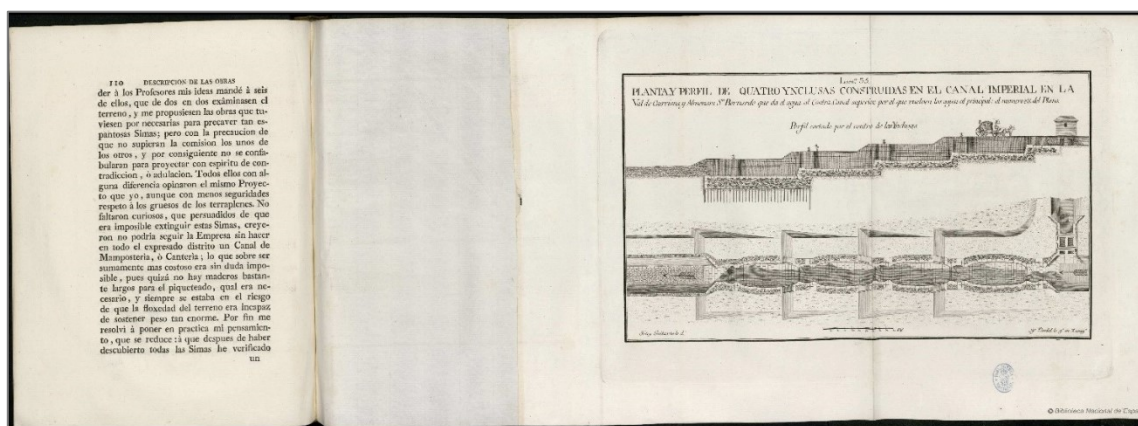 110 DESCRIPCION DE LAS OBRAS
der à los Profesores mis ideas mandé à seis
de ellos, que de dos en dos exâminasen el
terreno, y me propusiesen las obras que tu-
viesen por necesarias para precaver tan es-
pantosas Simas; pero con la precaucion de
que no supieran la comision los unos de
los otros, y por consiguiente no se confa-
bularan para proyectar con espiritu de con-
tradiccion, ò adulacion. Todos ellos con al-
guna diferencia opinaron el mismo Proyec-
to que yo, aunque con menos seguridades
respeto à los gruesos de los terraplenes. No
faltaron curiosos, que persuadidos de que
era imposible extinguir estas Simas, creye-
ron no podria seguir la Empresa sin hacer
en todo el expresado distrito un Canal de
Mamposteria, ò Canteria; lo que sobre ser
sumamente mas costoso era sin duda impo-
sible, pues quizá no hay maderos bastan-
te largos para el piqueteado, qual era ne-
cesario, y siempre se estaba en el riesgo
de que la floxedad del terreno era incapaz
de sostener peso tan enorme. Por fin me
resolví à poner en practica mi pensamien-
to, que se reduce: à que despues de haber
descubierto todas las Simas he verificado
un
PLANTA Y PERFIL DE QUATRO YNCLUSAS CONSTRUIDAS EN EL CANAL IMPERIAL EN LA
Perfil cortado por el centro de las Ynclusas
© Biblioteca Nacional de Espa